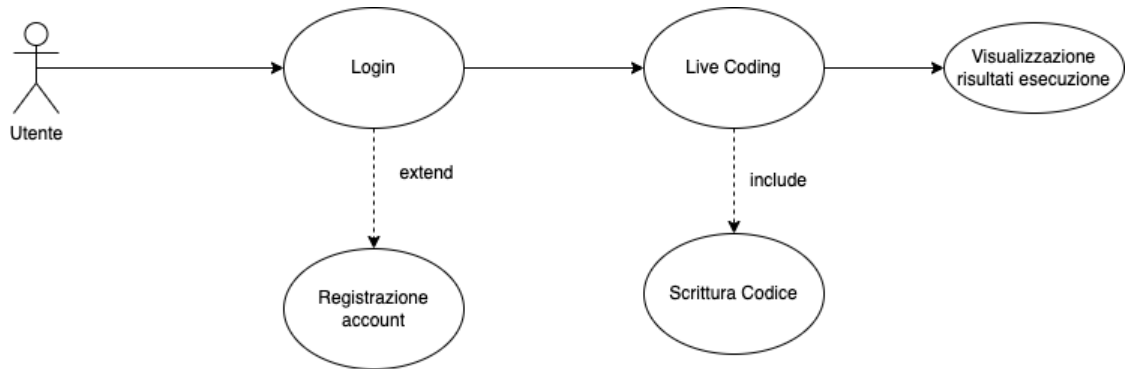 Utente
Login
Live Coding
Visualizzazione
risultati esecuzione
extend
include
Registrazione
account
Scrittura Codice